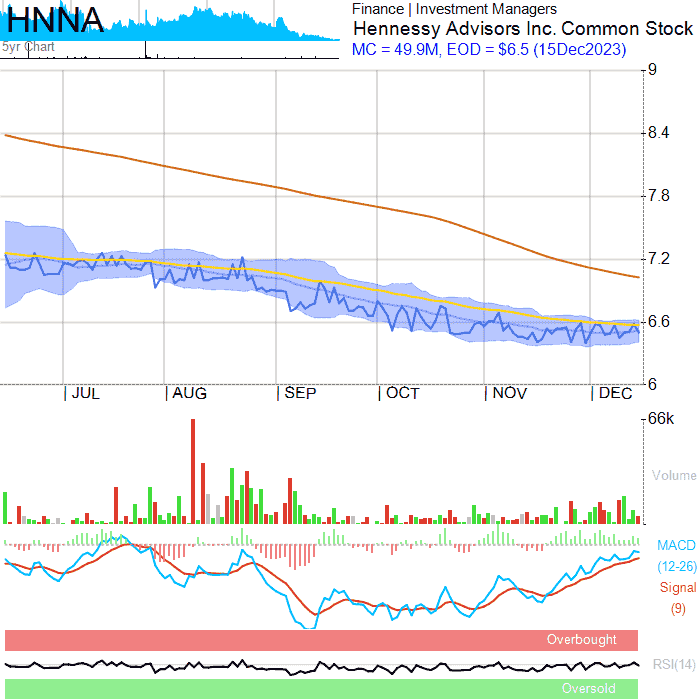 HNNA
5yr Chart
Finance | Investment Managers
Hennessy Advisors Inc. Common Stock
MC = 49.9M, EOD = $6.5 (15Dec2023)
9
8.4
7.8
7.2
6.6
6
| JUL | AUG | SEP | OCT | NOV | DEC
66k
Volume
MACD
(12-26)
Signal
(9)
Overbought
RSI(14)
Oversold